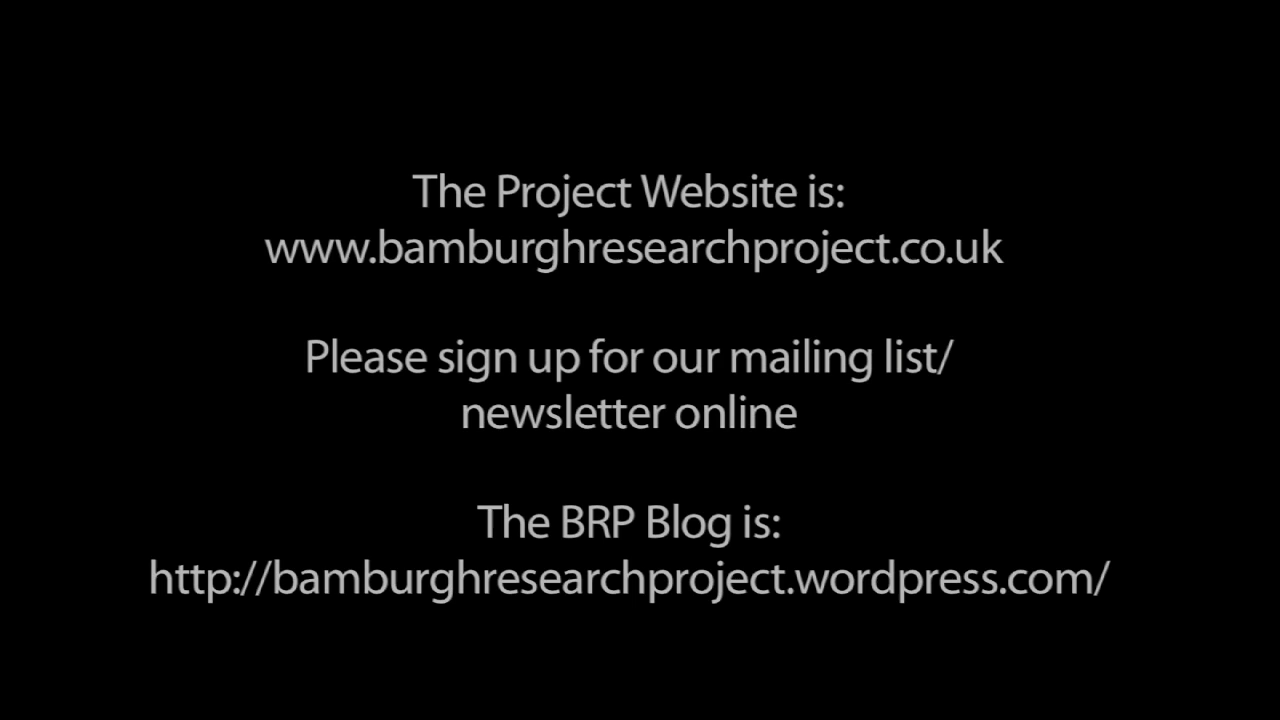 The Project Website is:
www.bamburghresearchproject.co.uk
Please sign up for our mailing list/
newsletter online
The BRP Blog is:
http://bamburghresearchproject.wordpress.com/